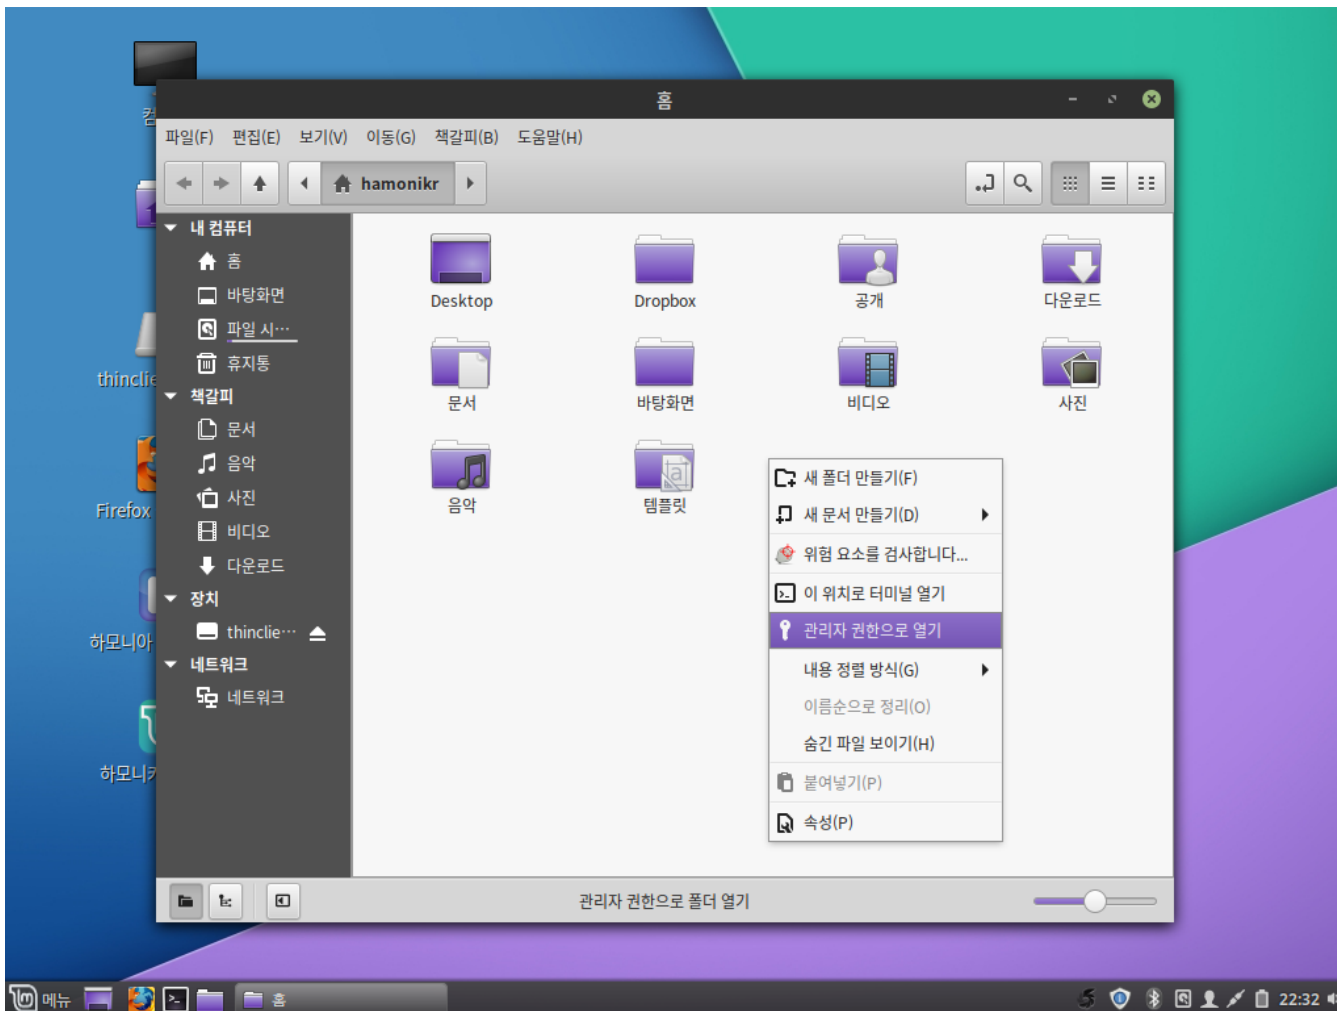 홈
파일(F) 편집(E) 보기(V) 이동(G) 책갈피(B) 도움말(H)
hamonikr
내 컴퓨터
홈
바탕화면
파일 시…
휴지통
책갈피
문서
음악
사진
비디오
다운로드
장치
thinclie…
네트워크
네트워크
Desktop Dropbox 공개 다운로드
문서 바탕화면 비디오 사진
음악 템플릿
새 폴더 만들기(F)
새 문서 만들기(D)
위험 요소를 검사합니다...
이 위치로 터미널 열기
관리자 권한으로 열기
내용 정렬 방식(G)
이름순으로 정리(O)
숨긴 파일 보이기(H)
붙여넣기(P)
속성(P)
관리자 권한으로 폴더 열기
thinclie
Firefox
하모니아
하모니카
메뉴 홈 22:32